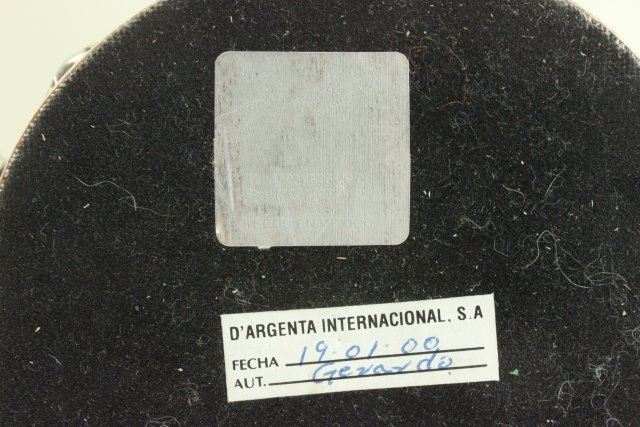 D'ARGENTA INTERNACIONAL, S.A
FECHA 19-01-00
AUT. Gerardo